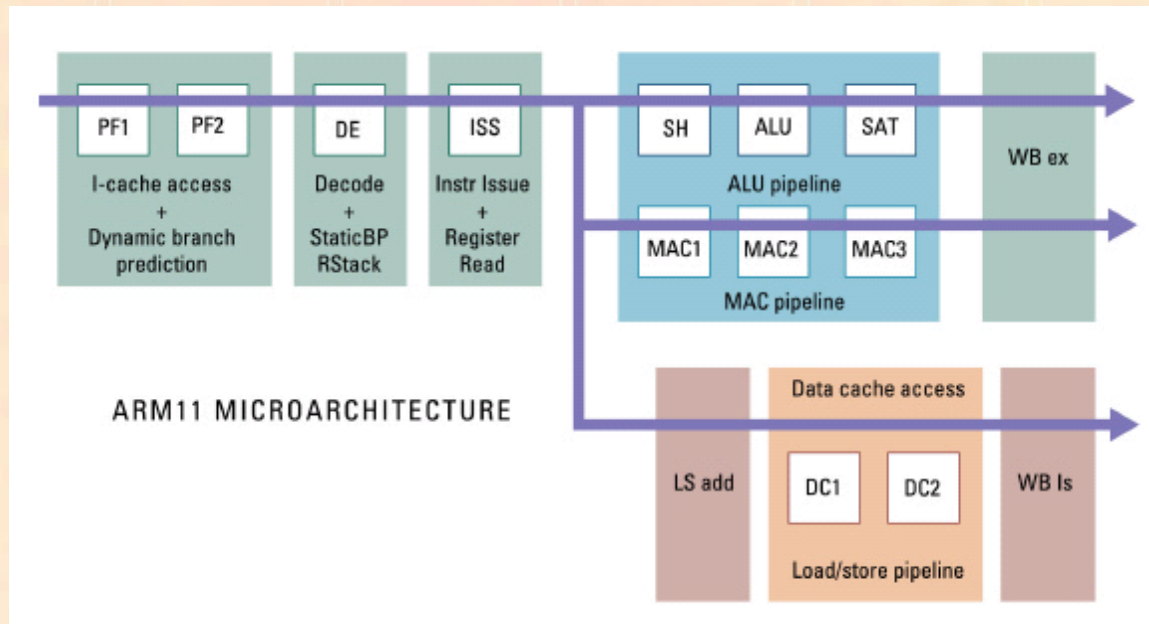 PF1
PF2
I-cache access
+
Dynamic branch
prediction
DE
Decode
+
StaticBP
RStack
ISS
Instr Issue
+
Register
Read
SH
ALU
SAT
ALU pipeline
MAC1
MAC2
MAC3
MAC pipeline
WB ex
ARM11 MICROARCHITECTURE
LS add
Data cache access
DC1
DC2
Load/store pipeline
WB ls